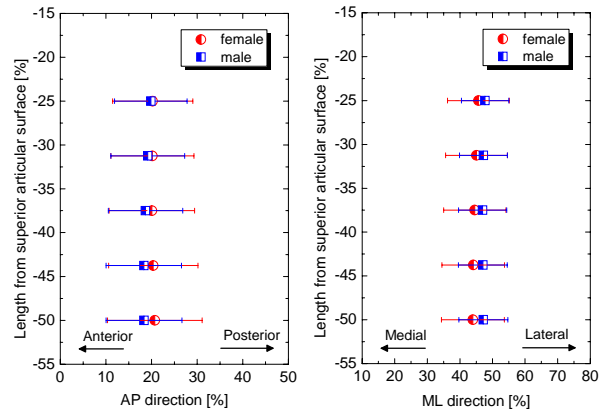 -15
female
male
-20
-25
-30
-35
-40
-45
-50
-55
Length from superior articular surface [%]
Anterior
Posterior
0
10
20
30
40
50
AP direction [%]
-15
female
male
-20
-25
-30
-35
-40
-45
-50
-55
Length from superior articular surface [%]
Medial
Lateral
10
20
30
40
50
60
70
80
ML direction [%]